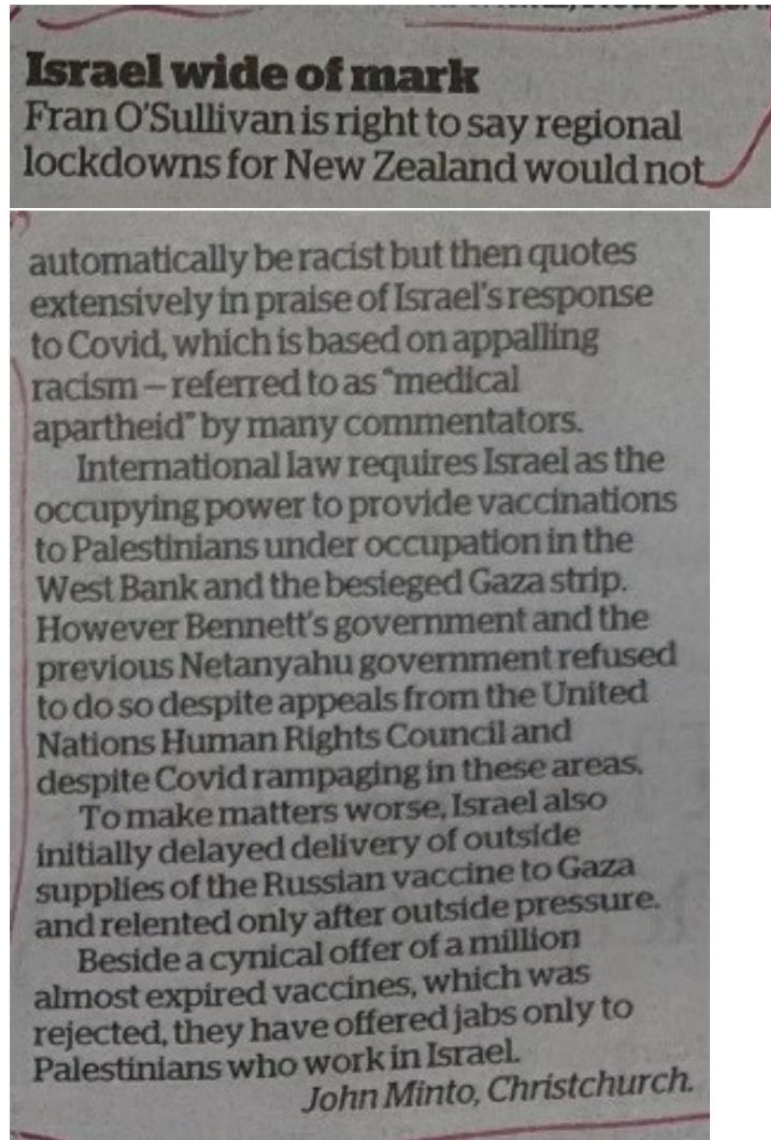 Israel wide of mark
Fran O'Sullivan is right to say regional
lockdowns for New Zealand would not
automatically be racist but then quotes
extensively in praise of Israel's response
to Covid, which is based on appalling
racism – referred to as "medical
apartheid" by many commentators.
International law requires Israel as the
occupying power to provide vaccinations
to Palestinians under occupation in the
West Bank and the besieged Gaza strip.
However Bennett's government and the
previous Netanyahu government refused
to do so despite appeals from the United
Nations Human Rights Council and
despite Covid rampaging in these areas.
To make matters worse, Israel also
initially delayed delivery of outside
supplies of the Russian vaccine to Gaza
and relented only after outside pressure.
Beside a cynical offer of a million
almost expired vaccines, which was
rejected, they have offered jabs only to
Palestinians who work in Israel.
John Minto, Christchurch.